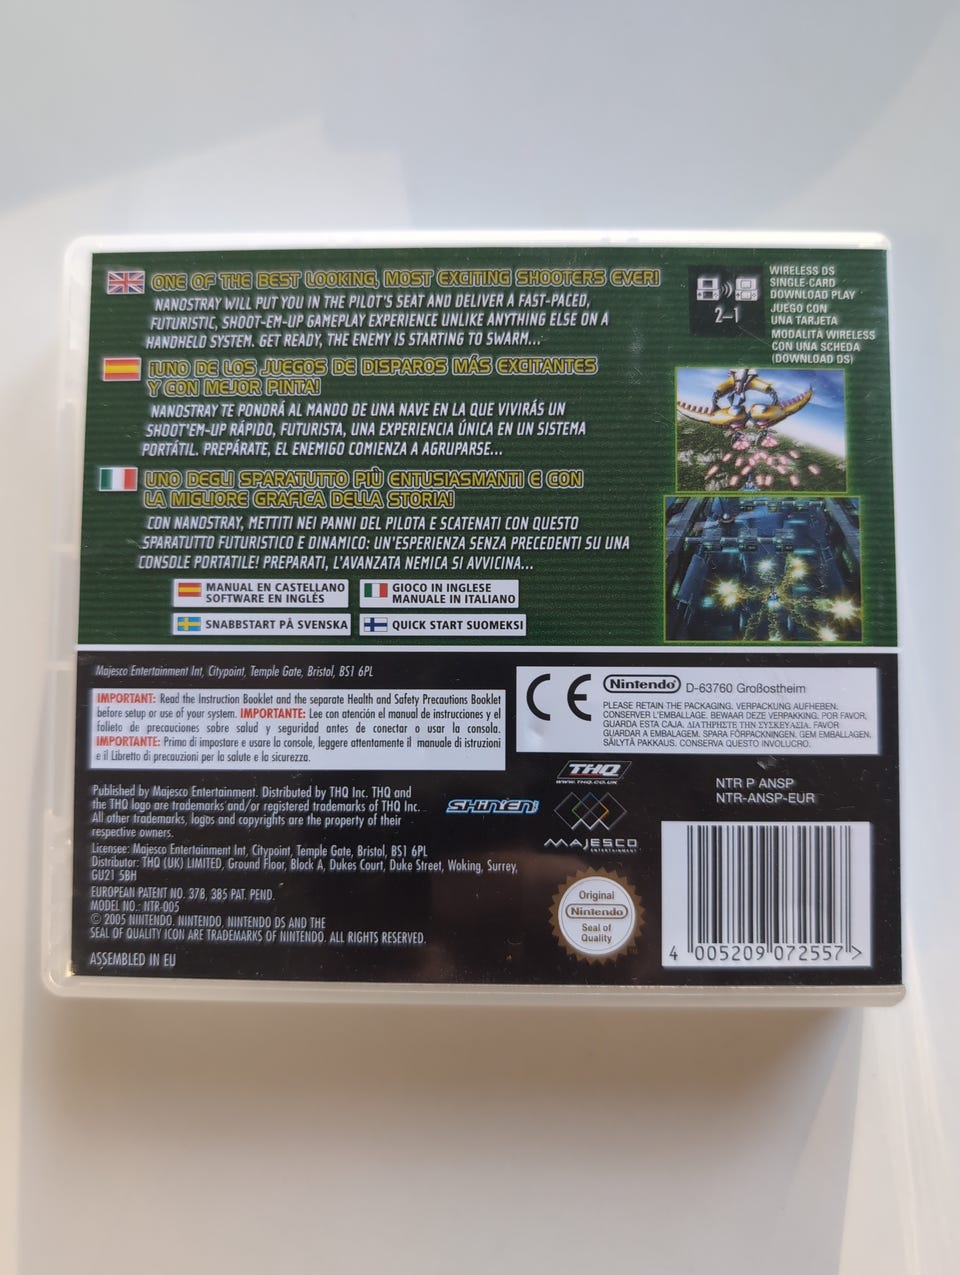 ONE OF THE BEST LOOKING, MOST EXCITING SHOOTERS EVER!
NANOSTRAY WILL PUT YOU IN THE PILOT'S SEAT AND DELIVER A FAST-PACED,
FUTURISTIC, SHOOT-EM-UP GAMEPLAY EXPERIENCE UNLIKE ANYTHING ELSE ON A
HANDHELD SYSTEM. GET READY, THE ENEMY IS STARTING TO SWARM...
¡UNO DE LOS JUEGOS DE DISPAROS MÁS EXCITANTES
Y CON MEJOR PINTA!
NANOSTRAY TE PONDRÁ AL MANDO DE UNA NAVE EN LA QUE VIVIRÁS UN
SHOOT'EM-UP RÁPIDO, FUTURISTA, UNA EXPERIENCIA ÚNICA EN UN SISTEMA
PORTÁTIL. PREPÁRATE, EL ENEMIGO COMIENZA A AGRUPARSE...
UNO DEGLI SPARATUTTO PIÙ ENTUSIASMANTI E CON
LA MIGLIORE GRAFICA DELLA STORIA!
CON NANOSTRAY, METTITI NEI PANNI DEL PILOTA E SCATENATI CON QUESTO
SPARATUTTO FUTURISTICO E DINAMICO: UN'ESPERIENZA SENZA PRECEDENTI SU UNA
CONSOLE PORTATILE! PREPARATI, L'AVANZATA NEMICA SI AVVICINA...
MANUAL EN CASTELLANO
SOFTWARE EN INGLÉS
GIOCO IN INGLESE
MANUALE IN ITALIANO
SNABBSTART PÅ SVENSKA
QUICK START SUOMEKSI
2–1
WIRELESS DS
SINGLE-CARD
DOWNLOAD PLAY
JUEGO CON
UNA TARJETA
MODALITÀ WIRELESS
CON UNA SCHEDA
(DOWNLOAD DS)
Majesco Entertainment Int, Citypoint, Temple Gate, Bristol, BS1 6PL
IMPORTANT: Read the Instruction Booklet and the separate Health and Safety Precautions Booklet
before setup or use of your system. IMPORTANTE: Lee con atención el manual de instrucciones y el
folleto de precauciones sobre salud y seguridad antes de conectar o usar la consola.
IMPORTANTE: Prima di impostare e usare la console, leggere attentamente il manuale di istruzioni
e il Libretto di precauzioni per la salute e la sicurezza.
CE
Nintendo D-63760 Großostheim
PLEASE RETAIN THE PACKAGING. VERPACKUNG AUFHEBEN.
CONSERVER L'EMBALLAGE. BEWAAR DEZE VERPAKKING. POR FAVOR,
GUARDA ESTA CAJA. ΔΙΑΤΗΡΗΣΤΕ ΤΗΝ ΣΥΣΚΕΥΑΣΙΑ. FAVOR
GUARDAR A EMBALAGEM. SPARA FÖRPACKNINGEN. GEM EMBALLAGEN.
SÄILYTÄ PAKKAUS. CONSERVA QUESTO INVOLUCRO.
Published by Majesco Entertainment. Distributed by THQ Inc. THQ and
the THQ logo are trademarks and/or registered trademarks of THQ Inc.
All other trademarks, logos and copyrights are the property of their
respective owners.
Licensee: Majesco Entertainment Int, Citypoint, Temple Gate, Bristol, BS1 6PL
Distributor: THQ (UK) LIMITED, Ground Floor, Block A, Dukes Court, Duke Street, Woking, Surrey,
GU21 5BH
EUROPEAN PATENT NO. 378, 385 PAT. PEND.
MODEL NO.: NTR-005
© 2005 NINTENDO. NINTENDO, NINTENDO DS AND THE
SEAL OF QUALITY ICON ARE TRADEMARKS OF NINTENDO. ALL RIGHTS RESERVED.
ASSEMBLED IN EU
SHIN'EN
THQ
WWW.THQ.CO.UK
MAJESCO
ENTERTAINMENT
Original
Nintendo
Seal of
Quality
NTR P ANSP
NTR-ANSP-EUR
4 005209 072557 >